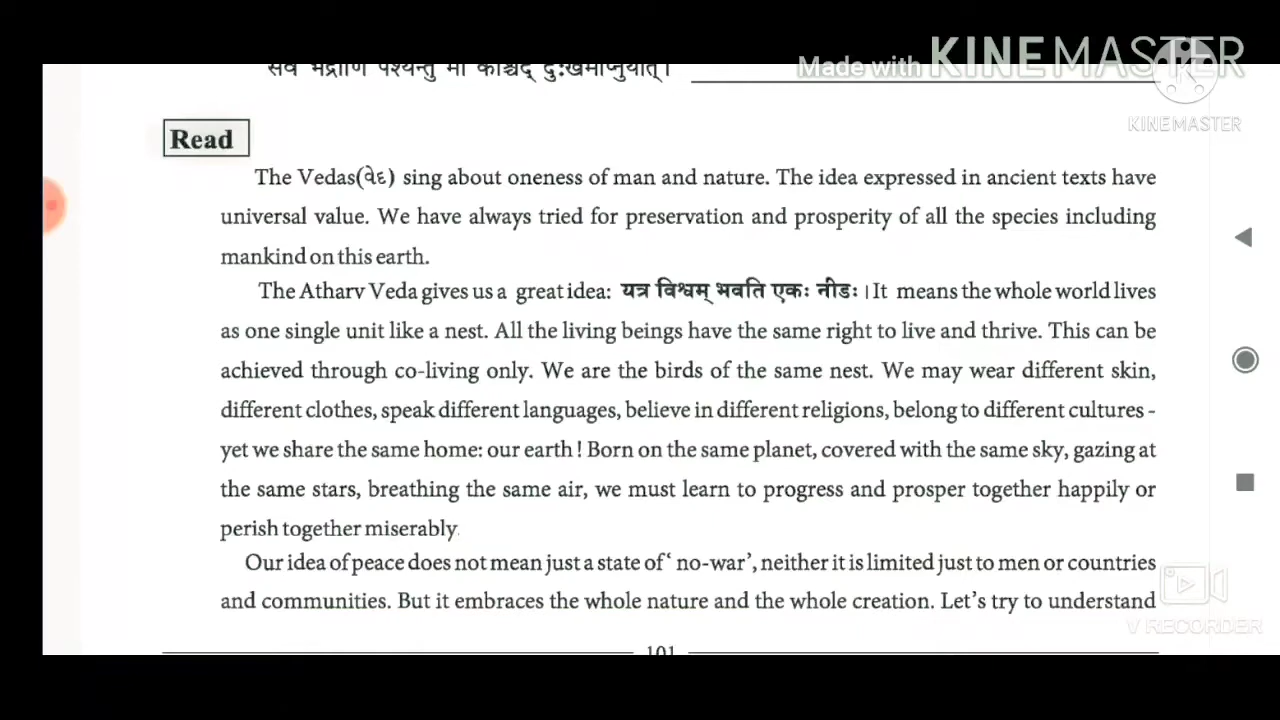 सर्वे भद्राणि पश्यन्तु मा कश्चिद् दुःखमाप्नुयात्।
Made with KINEMASTER
KINEMASTER
Read
The Vedas(વેદ) sing about oneness of man and nature. The idea expressed in ancient texts have
universal value. We have always tried for preservation and prosperity of all the species including
mankind on this earth.
The Atharv Veda gives us a great idea: यत्र विश्वम् भवति एकः नीडः । It means the whole world lives
as one single unit like a nest. All the living beings have the same right to live and thrive. This can be
achieved through co-living only. We are the birds of the same nest. We may wear different skin,
different clothes, speak different languages, believe in different religions, belong to different cultures -
yet we share the same home: our earth ! Born on the same planet, covered with the same sky, gazing at
the same stars, breathing the same air, we must learn to progress and prosper together happily or
perish together miserably.
Our idea of peace does not mean just a state of ‘ no-war’, neither it is limited just to men or countries
and communities. But it embraces the whole nature and the whole creation. Let’s try to understand
V RECORDER
101